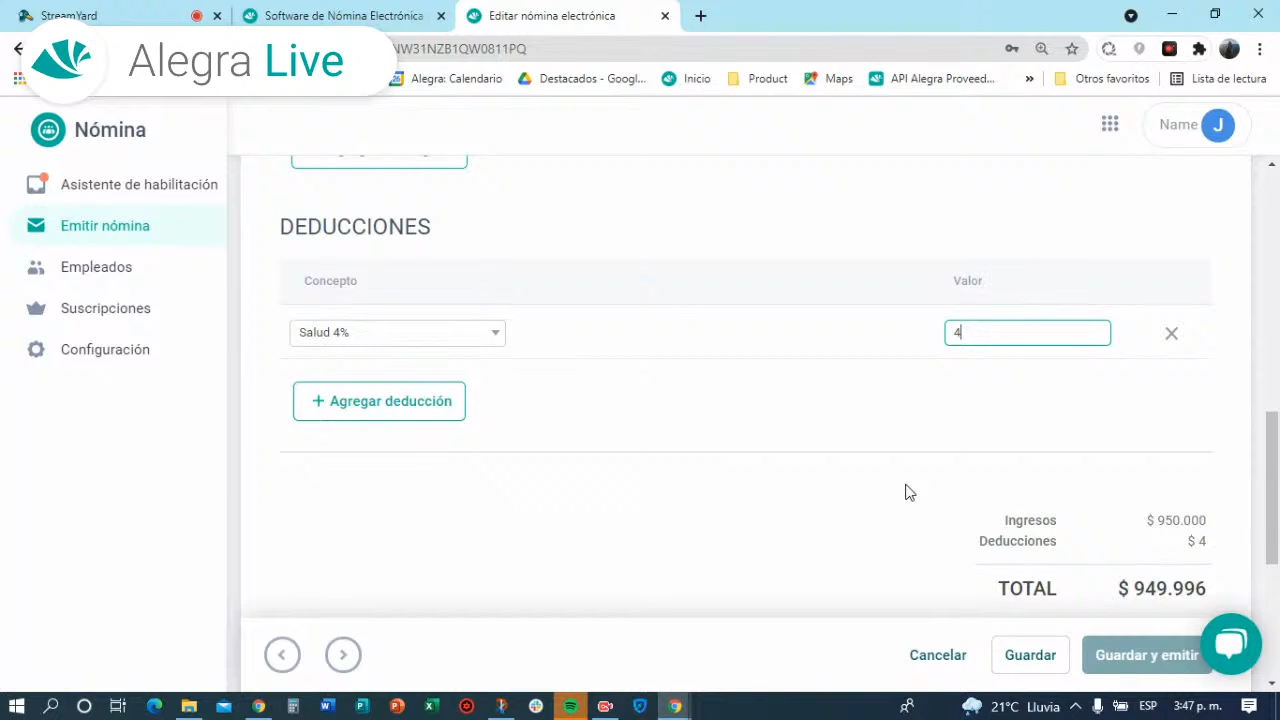 StreamYard
Software de Nómina Electrónica
Editar nómina electrónica
Alegra Live
NW31NZB1QW0811PQ
Alegra: Calendario
Destacados - Googl...
Inicio
Product
Maps
API Alegra Proveed...
»
Otros favoritos
Lista de lectura
Nómina
Name J
Asistente de habilitación
Emitir nómina
Empleados
Suscripciones
Configuración
DEDUCCIONES
Concepto Valor
Salud 4% 4
+ Agregar deducción
Ingresos $ 950.000
Deducciones $ 4
TOTAL $ 949.996
Cancelar Guardar Guardar y emitir
21°C Lluvia ESP 3:47 p. m.